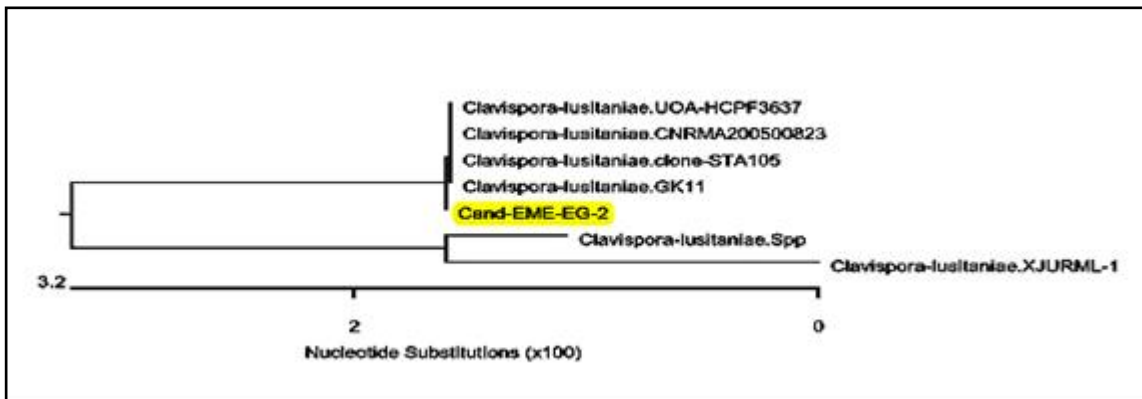 Clavispora-lusitaniae.UOA-HCPF3637
Clavispora-lusitaniae.CNRMA200500823
Clavispora-lusitaniae.clone-STA105
Clavispora-lusitaniae.GK11
Cand-EME-EG-2
Clavispora-lusitaniae.Spp
Clavispora-lusitaniae.XJURML-1
3.2
2 0
Nucleotide Substitutions (x100)